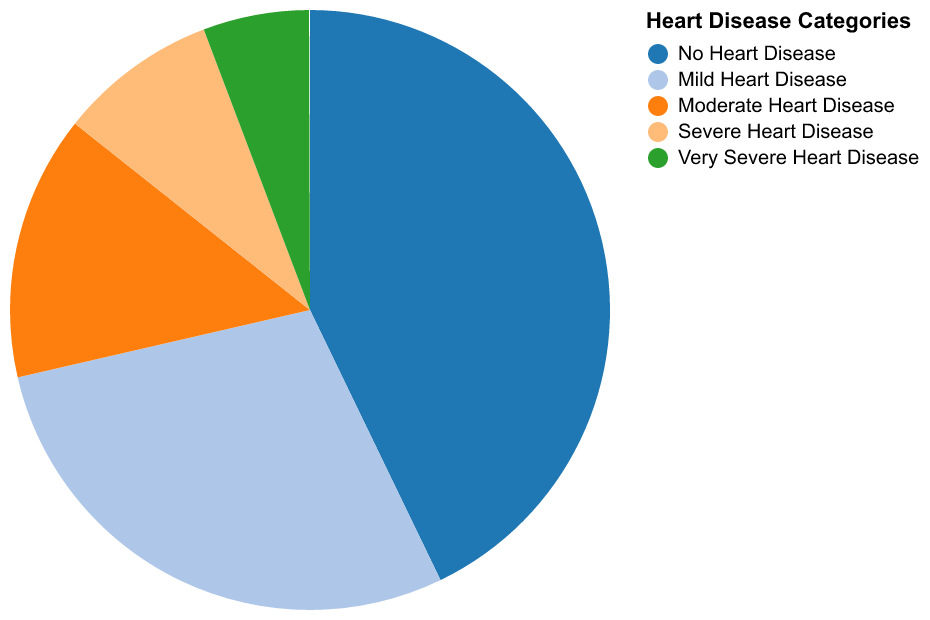 Heart Disease Categories
No Heart Disease
Mild Heart Disease
Moderate Heart Disease
Severe Heart Disease
Very Severe Heart Disease